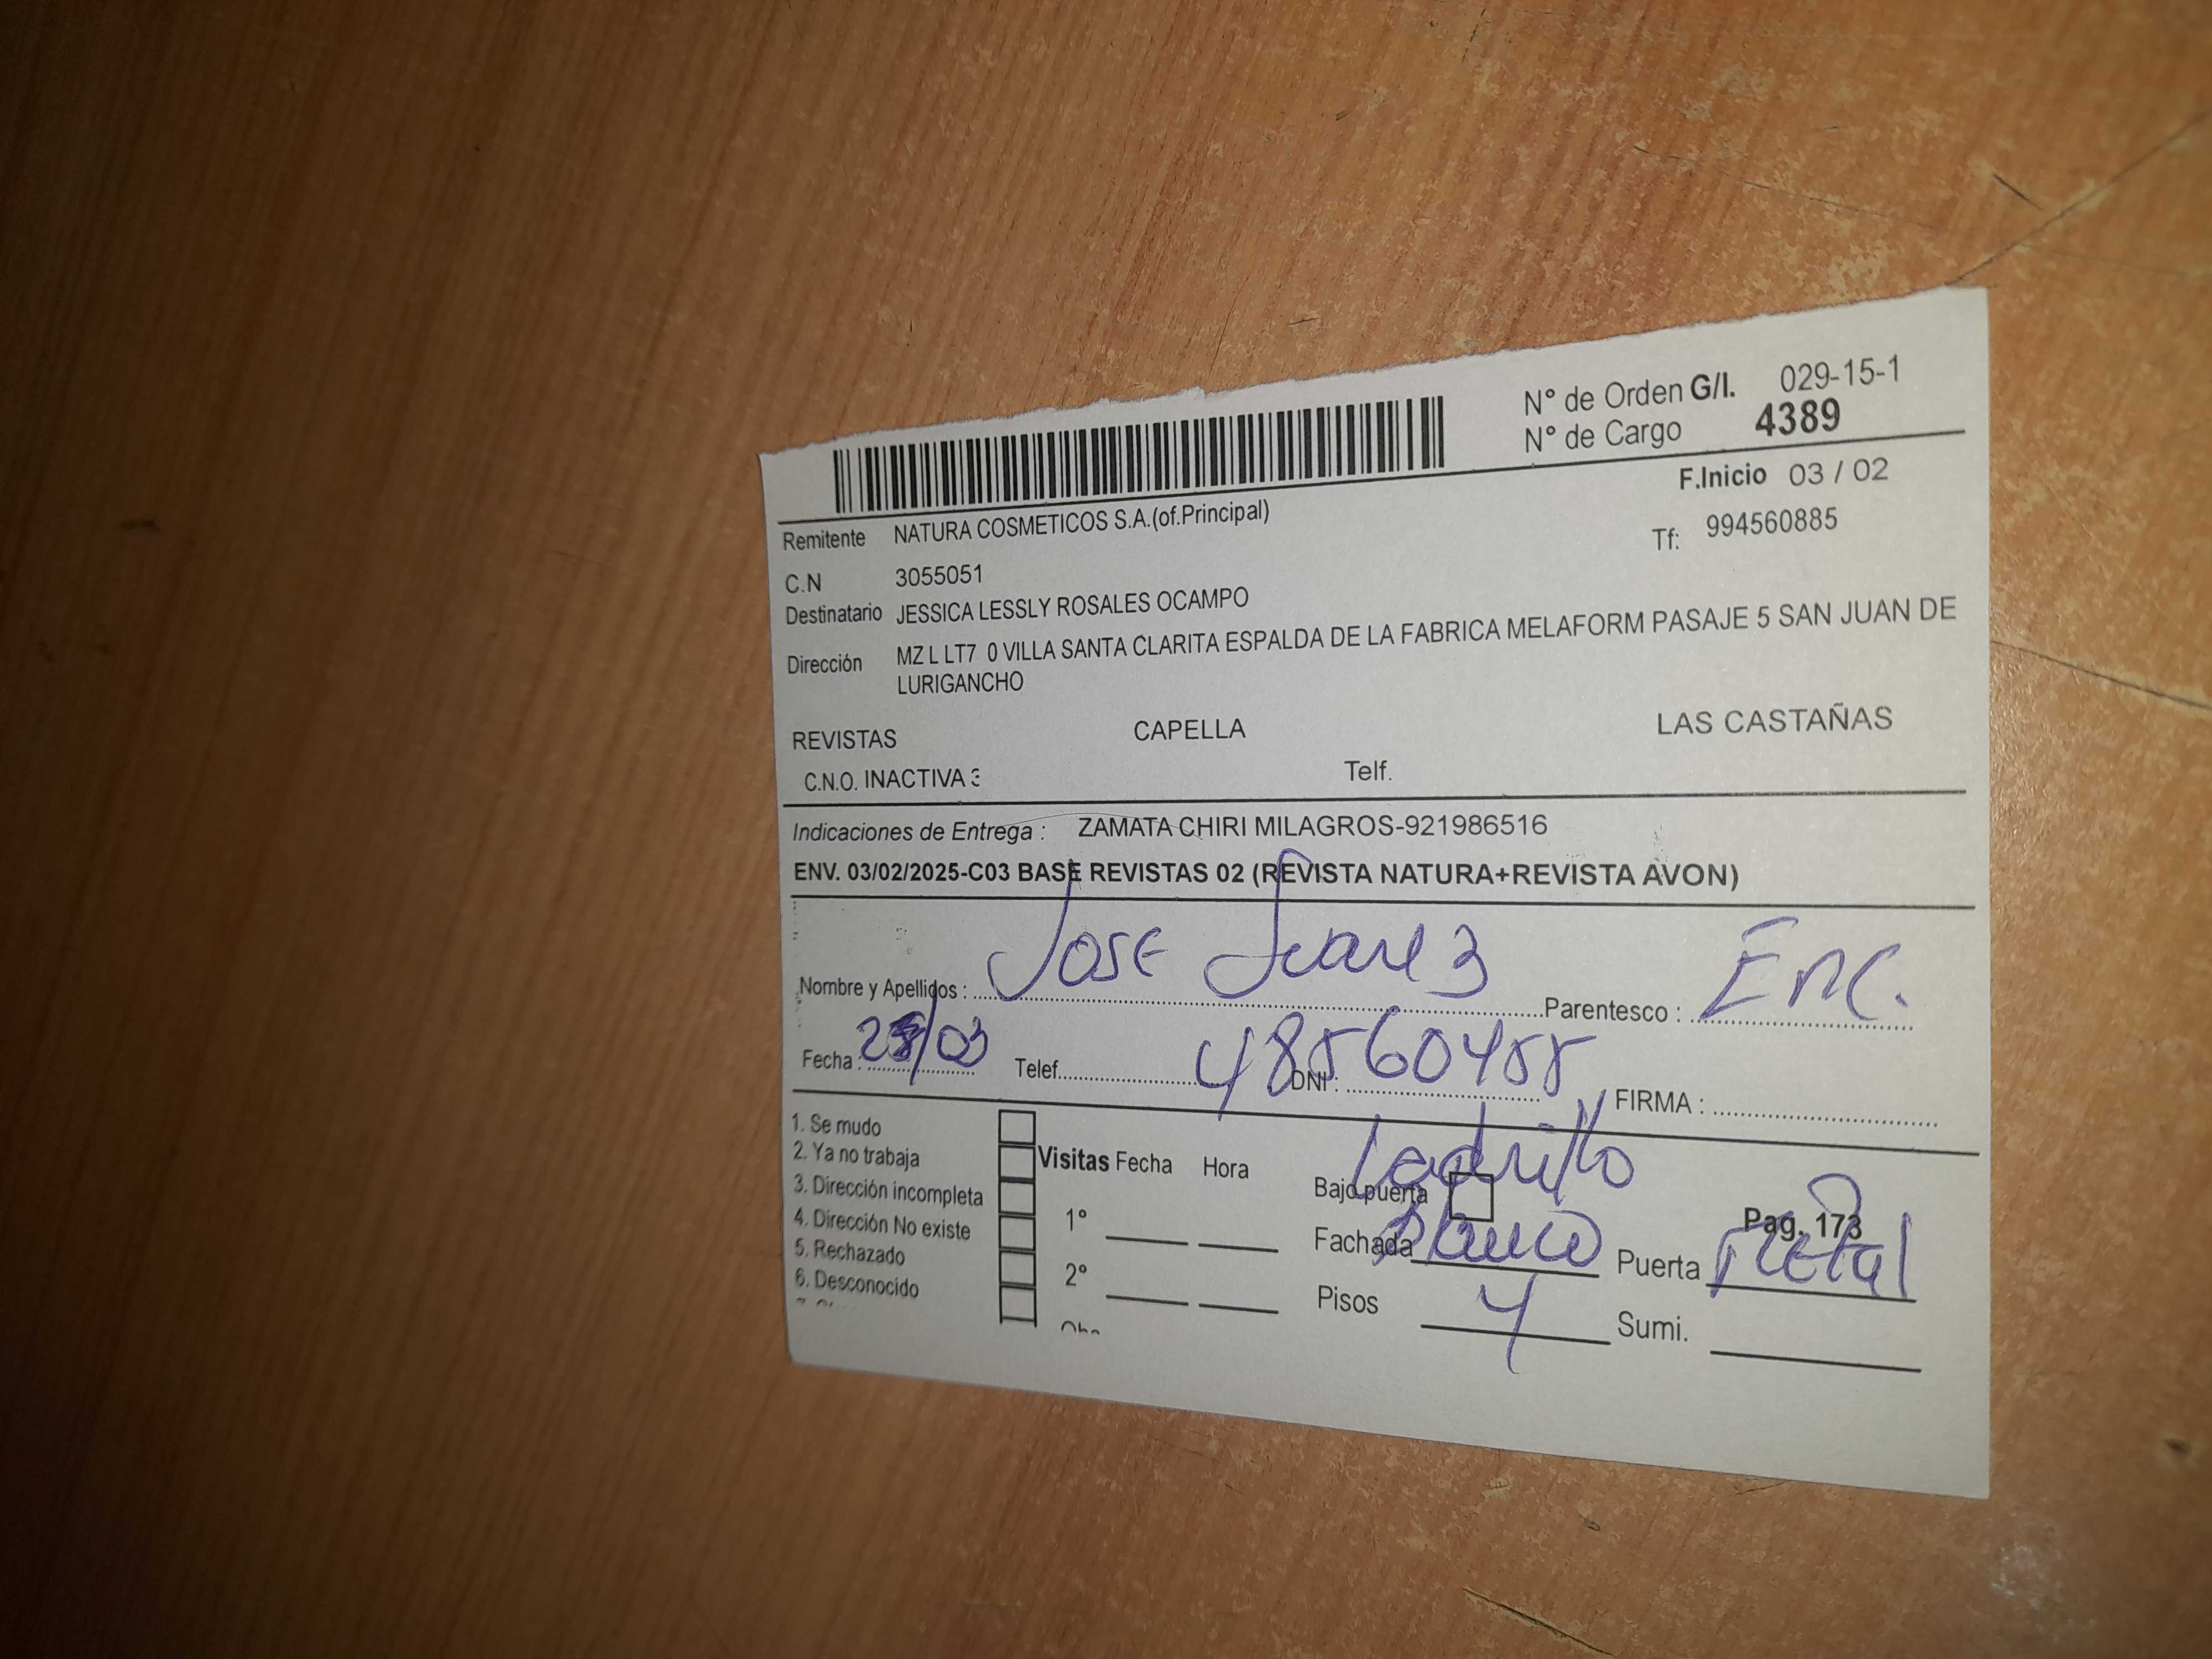 N° de Orden G/I. 029-15-1
N° de Cargo 4389
F.Inicio 03 / 02
Remitente NATURA COSMETICOS S.A.(of.Principal)
Tf: 994560885
C.N 3055051
Destinatario JESSICA LESSLY ROSALES OCAMPO
Dirección MZ L LT7 0 VILLA SANTA CLARITA ESPALDA DE LA FABRICA MELAFORM PASAJE 5 SAN JUAN DE
LURIGANCHO
REVISTAS CAPELLA LAS CASTAÑAS
C.N.O. INACTIVA 3 Telf.
Indicaciones de Entrega : ZAMATA CHIRI MILAGROS-921986516
ENV. 03/02/2025-C03 BASE REVISTAS 02 (REVISTA NATURA+REVISTA AVON)
Nombre y Apellidos : Jose Juarez Parentesco : Enc.
Fecha : Telef. DNI : FIRMA :
1. Se mudo
2. Ya no trabaja
3. Dirección incompleta
4. Dirección No existe
5. Rechazado
6. Desconocido
Visitas Fecha Hora
1°
2°
Ladrillo
Bajo puerta
Pag. 173
Fachada Blanco Puerta Metal
Pisos 4 Sumi.